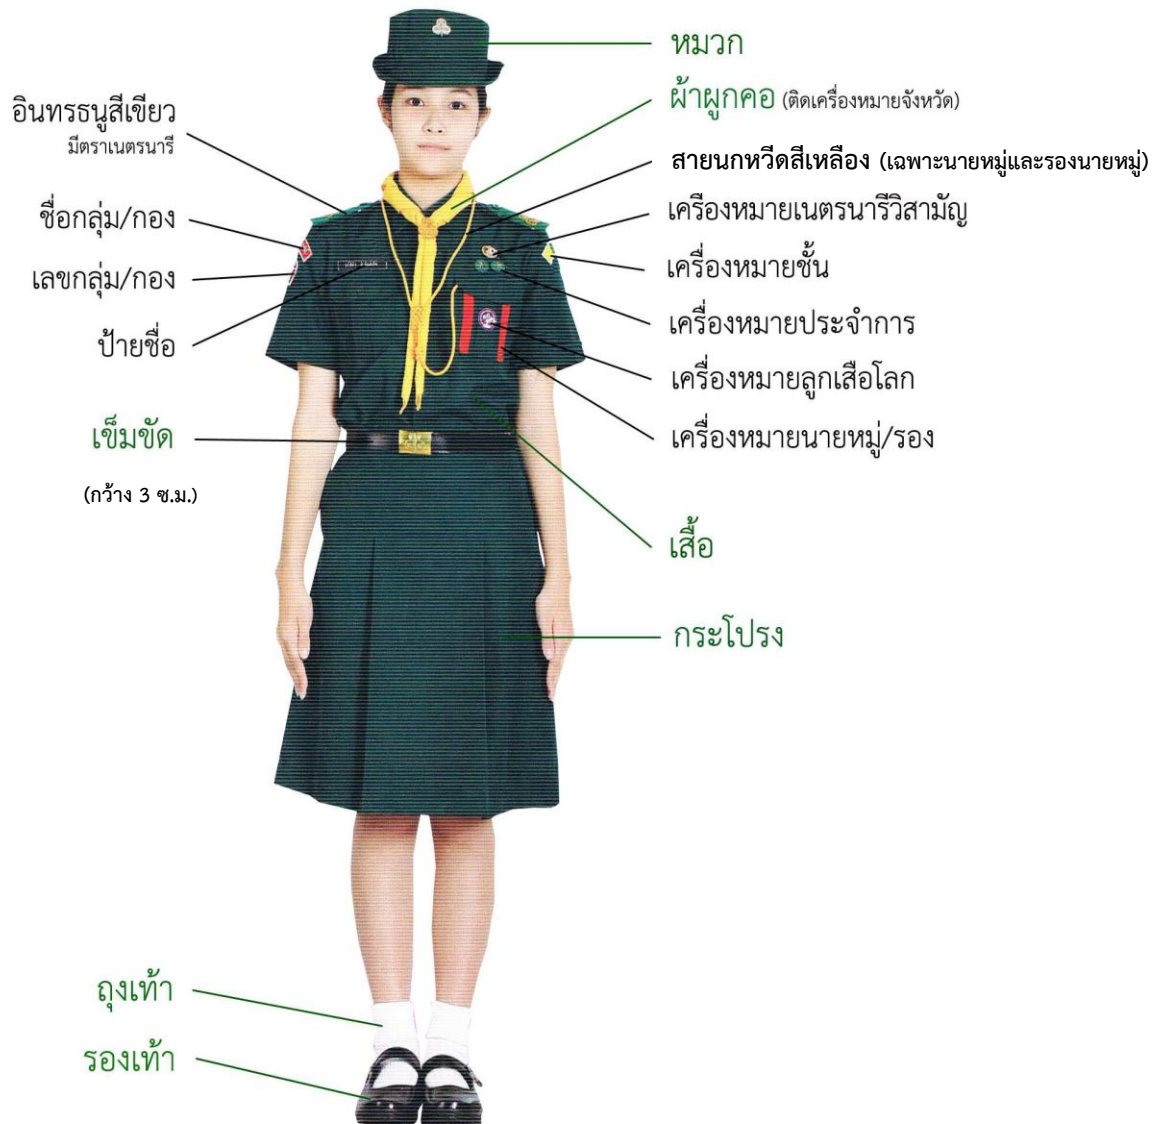 หมวก
ผ้าผูกคอ (ติดเครื่องหมายจังหวัด)
อินทรธนูสีเขียว
มีตราเนตรนารี
สายนกหวีดสีเหลือง (เฉพาะนายหมู่และรองนายหมู่)
ชื่อกลุ่ม/กอง
เครื่องหมายเนตรนารีวิสามัญ
เลขกลุ่ม/กอง
เครื่องหมายชั้น
ป้ายชื่อ
เครื่องหมายประจำการ
เครื่องหมายลูกเสือโลก
เข็มขัด
เครื่องหมายนายหมู่/รอง
(กว้าง 3 ซ.ม.)
เสื้อ
กระโปรง
ถุงเท้า
รองเท้า